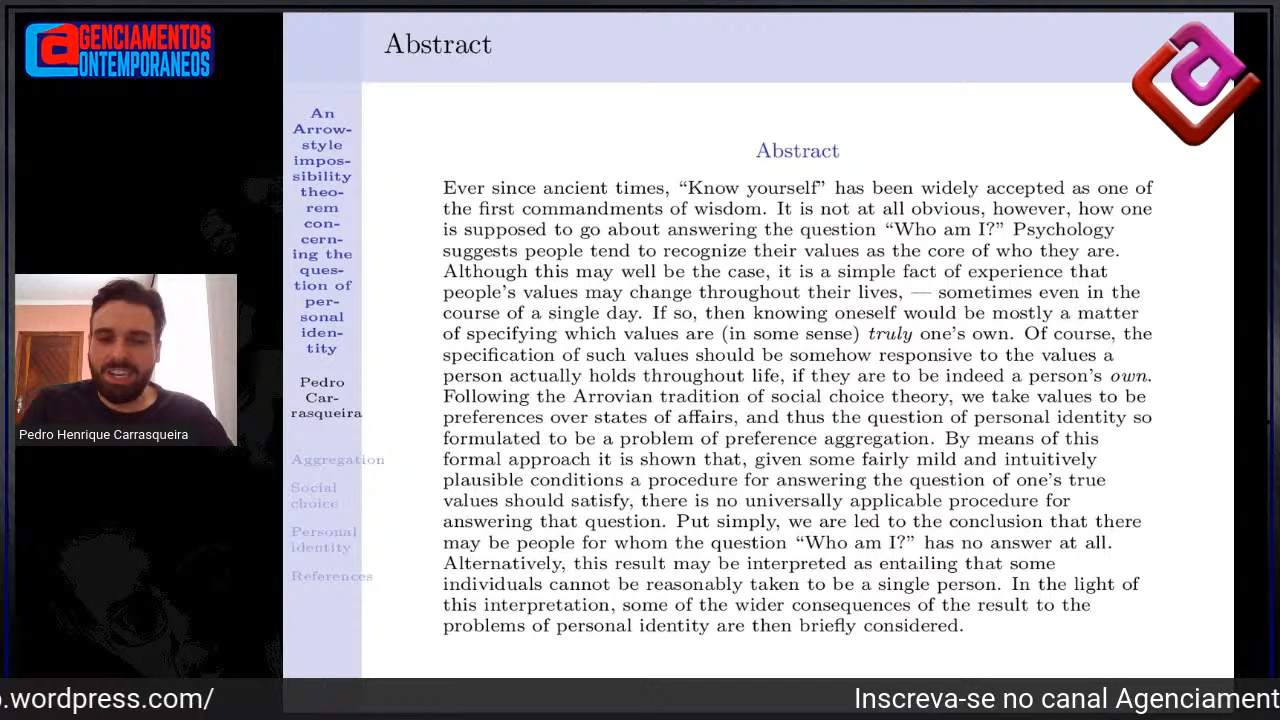 AGENCIAMENTOS
CONTEMPORANEOS
Abstract
An
Arrow-
style
impos-
sibility
theo-
rem
con-
cern-
ing the
ques-
tion of
per-
sonal
iden-
tity
Pedro
Car-
rasqueira
Aggregation
Social
choice
Personal
identity
References
Abstract
Ever since ancient times, “Know yourself” has been widely accepted as one of
the first commandments of wisdom. It is not at all obvious, however, how one
is supposed to go about answering the question “Who am I?” Psychology
suggests people tend to recognize their values as the core of who they are.
Although this may well be the case, it is a simple fact of experience that
people’s values may change throughout their lives, — sometimes even in the
course of a single day. If so, then knowing oneself would be mostly a matter
of specifying which values are (in some sense) truly one’s own. Of course, the
specification of such values should be somehow responsive to the values a
person actually holds throughout life, if they are to be indeed a person’s own.
Following the Arrovian tradition of social choice theory, we take values to be
preferences over states of affairs, and thus the question of personal identity so
formulated to be a problem of preference aggregation. By means of this
formal approach it is shown that, given some fairly mild and intuitively
plausible conditions a procedure for answering the question of one’s true
values should satisfy, there is no universally applicable procedure for
answering that question. Put simply, we are led to the conclusion that there
may be people for whom the question “Who am I?” has no answer at all.
Alternatively, this result may be interpreted as entailing that some
individuals cannot be reasonably taken to be a single person. In the light of
this interpretation, some of the wider consequences of the result to the
problems of personal identity are then briefly considered.
Pedro Henrique Carrasqueira
o.wordpress.com/ Inscreva-se no canal Agenciament